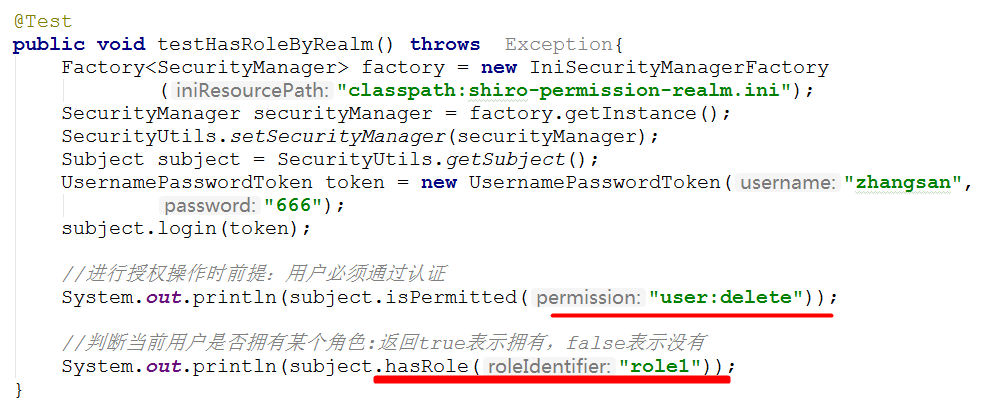 @Test
public void testHasRoleByRealm() throws  Exception{
Factory<SecurityManager> factory = new IniSecurityManagerFactory
( iniResourcePath: "classpath:shiro-permission-realm.ini");
SecurityManager securityManager = factory.getInstance();
SecurityUtils.setSecurityManager(securityManager);
Subject subject = SecurityUtils.getSubject();
UsernamePasswordToken token = new UsernamePasswordToken( username: "zhangsan",
password: "666");
subject.login(token);
//进行授权操作时前提：用户必须通过认证
System.out.println(subject.isPermitted( permission: "user:delete"));
//判断当前用户是否拥有某个角色:返回true表示拥有，false表示没有
System.out.println(subject.hasRole( roleIdentifier: "role1"));
}